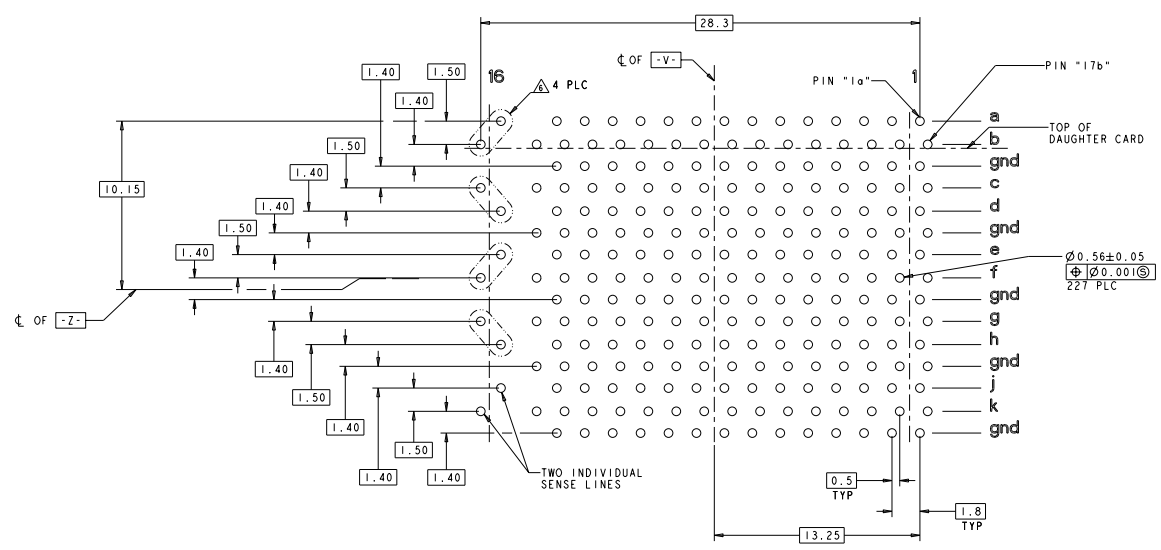 28.3
℄ OF -V-
1.40
1.50
16
1
6 4 PLC
PIN "1a"
PIN "17b"
1.40
a
TOP OF
DAUGHTER CARD
b
1.50
gnd
10.15
1.40
c
d
1.40
gnd
1.50
e
1.40
Ø0.56±0.05
f
⌖ Ø0.001Ⓢ
227 PLC
gnd
℄ OF -Z-
g
h
1.40
gnd
1.50
j
1.40
k
1.50
gnd
1.40
1.40
TWO INDIVIDUAL
SENSE LINES
0.5
TYP
1.8
TYP
13.25